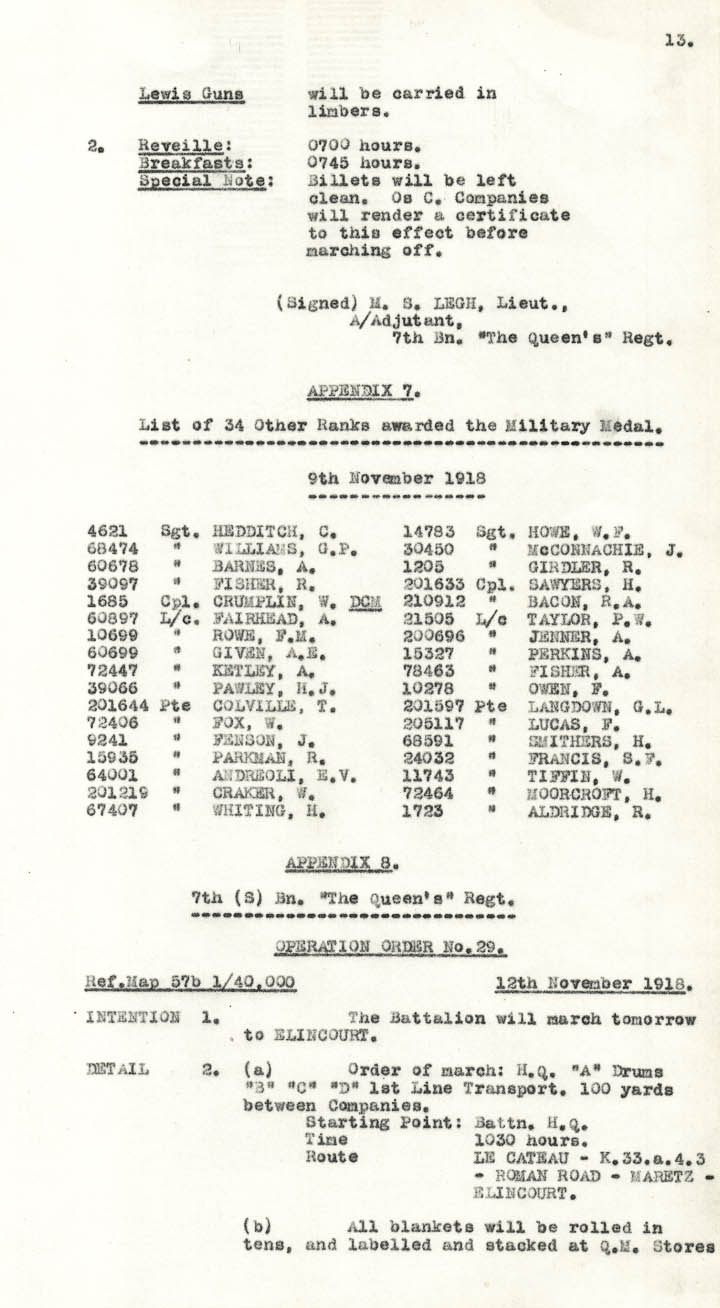 13.
Lewis Guns will be carried in
limbers.
2. Reveille: 0700 hours.
Breakfasts: 0745 hours.
Special Note: Billets will be left
clean. Os C. Companies
will render a certificate
to this effect before
marching off.
(Signed) M. S. LEGH, Lieut.,
A/Adjutant,
7th Bn. "The Queen's" Regt.
APPENDIX 7.
List of 34 Other Ranks awarded the Military Medal.
9th November 1918
4621 Sgt. HEDDITCH, C. 14783 Sgt. HOWE, W.F.
68474 " WILLIAMS, G.P. 30450 " McCONNACHIE, J.
60678 " BARNES, A. 1205 " GIRDLER, R.
39097 " FISHER, R. 201633 Cpl. SAWYERS, H.
1685 Cpl. CRUMPLIN, W. DCM 210912 " BACON, R.A.
60897 L/c. FAIRHEAD, A. 21505 L/c TAYLOR, P.W.
10699 " ROWE, F.M. 200696 " JENNER, A.
60699 " GIVEN, A.E. 15327 " PERKINS, A.
72447 " KETLEY, A. 78463 " FISHER, A.
39066 " PAWLEY, H.J. 10278 " OWEN, F.
201644 Pte COLVILLE, T. 201597 Pte LANGDOWN, G.L.
72406 " FOX, W. 205117 " LUCAS, F.
9241 " FENSON, J. 68591 " SMITHERS, H.
15935 " PARKMAN, R. 24032 " FRANCIS, S.F.
64001 " ANDREOLI, E.V. 11743 " TIFFIN, W.
201219 " CRAKER, W. 72464 " MOORCROFT, H.
67407 " WHITING, H. 1723 " ALDRIDGE, R.
APPENDIX 8.
7th (S) Bn. "The Queen's" Regt.
OPERATION ORDER No.29.
Ref.Map 57b 1/40,000 12th November 1918.
INTENTION 1. The Battalion will march tomorrow
to ELINCOURT.
DETAIL 2. (a) Order of march: H.Q. "A" Drums
"B" "C" "D" 1st Line Transport. 100 yards
between Companies.
Starting Point: Battn. H.Q.
Time 1030 hours.
Route LE CATEAU - K.33.a.4.3
- ROMAN ROAD - MARETZ -
ELINCOURT.
(b) All blankets will be rolled in
tens, and labelled and stacked at Q.M. Stores